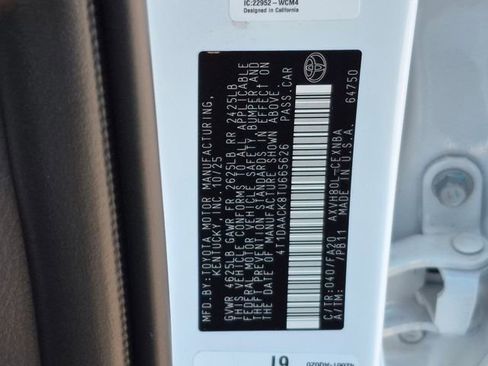 IC:22952-WCM4
Designed in California
MFD.BY:TOYOTA MOTOR MANUFACTURING,
KENTUCKY, INC. 10/25
GVWR 4625LB GAWR FR 2625LB RR 2425LB
THIS VEHICLE CONFORMS TO ALL APPLICABLE
FEDERAL MOTOR VEHICLE SAFETY, BUMPER, AND
THEFT PREVENTION STANDARDS IN EFFECT ON
THE DATE OF MANUFACTURE SHOWN ABOVE.
4T1DAACK8TU665626 PASS.CAR
C/TR:040/FA20 AXVH80L-CEXNBA
A/TM: /PB11 MADE IN U.S.A. 64750
61